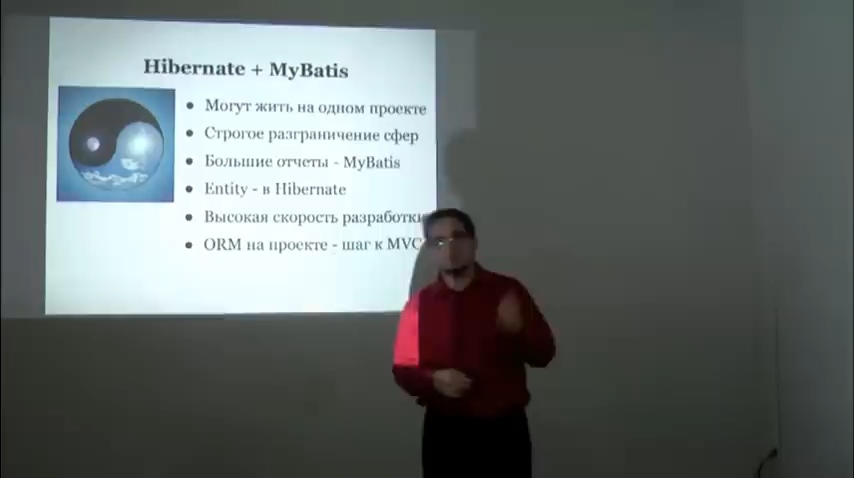 Hibernate + MyBatis
Могут жить на одном проекте
Строгое разграничение сфер
Большие отчеты - MyBatis
Entity - в Hibernate
Высокая скорость разработки
ORM на проекте - шаг к MVC